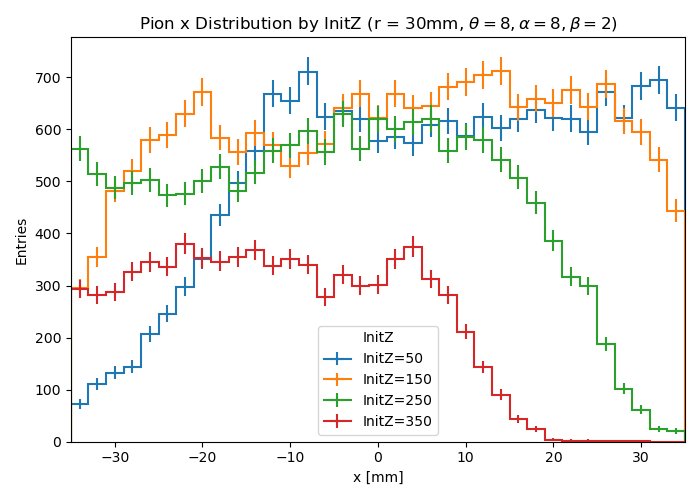 Pion x Distribution by InitZ (r = 30mm, θ = 8, α = 8, β = 2)
Entries
700
600
500
400
300
200
100
0
InitZ
InitZ=50
InitZ=150
InitZ=250
InitZ=350
−30
−20
−10
0
10
20
30
x [mm]